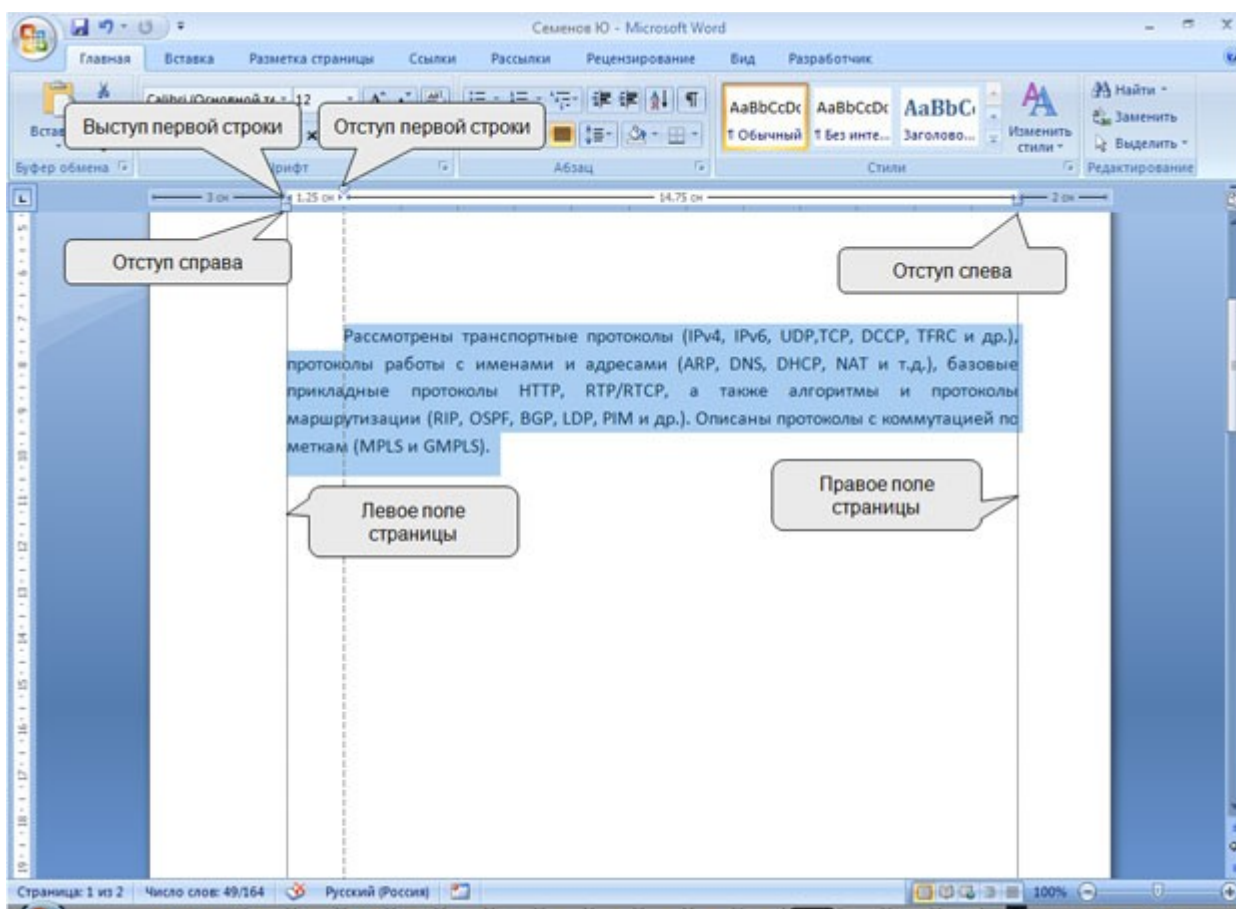 Семенов Ю - Microsoft Word
Главная Вставка Разметка страницы Ссылки Рассылки Рецензирование Вид Разработчик
12
AaBbCcDc AaBbCcDc AaBbC
Найти
Заменить
Выделить
¶ Обычный ¶ Без инте... Заголово...
Изменить
стили
Выступ первой строки
Отступ первой строки
Буфер обмена Абзац Стили Редактирование
3 см 1.25 см 14.75 см 2 см
Отступ справа
Отступ слева
Рассмотрены транспортные протоколы (IPv4, IPv6, UDP,TCP, DCCP, TFRC и др.),
протоколы работы с именами и адресами (ARP, DNS, DHCP, NAT и т.д.), базовые
прикладные протоколы HTTP, RTP/RTCP, а также алгоритмы и протоколы
маршрутизации (RIP, OSPF, BGP, LDP, PIM и др.). Описаны протоколы с коммутацией по
меткам (MPLS и GMPLS).
Левое поле
страницы
Правое поле
страницы
Страница: 1 из 2 Число слов: 49/164 Русский (Россия) 100%